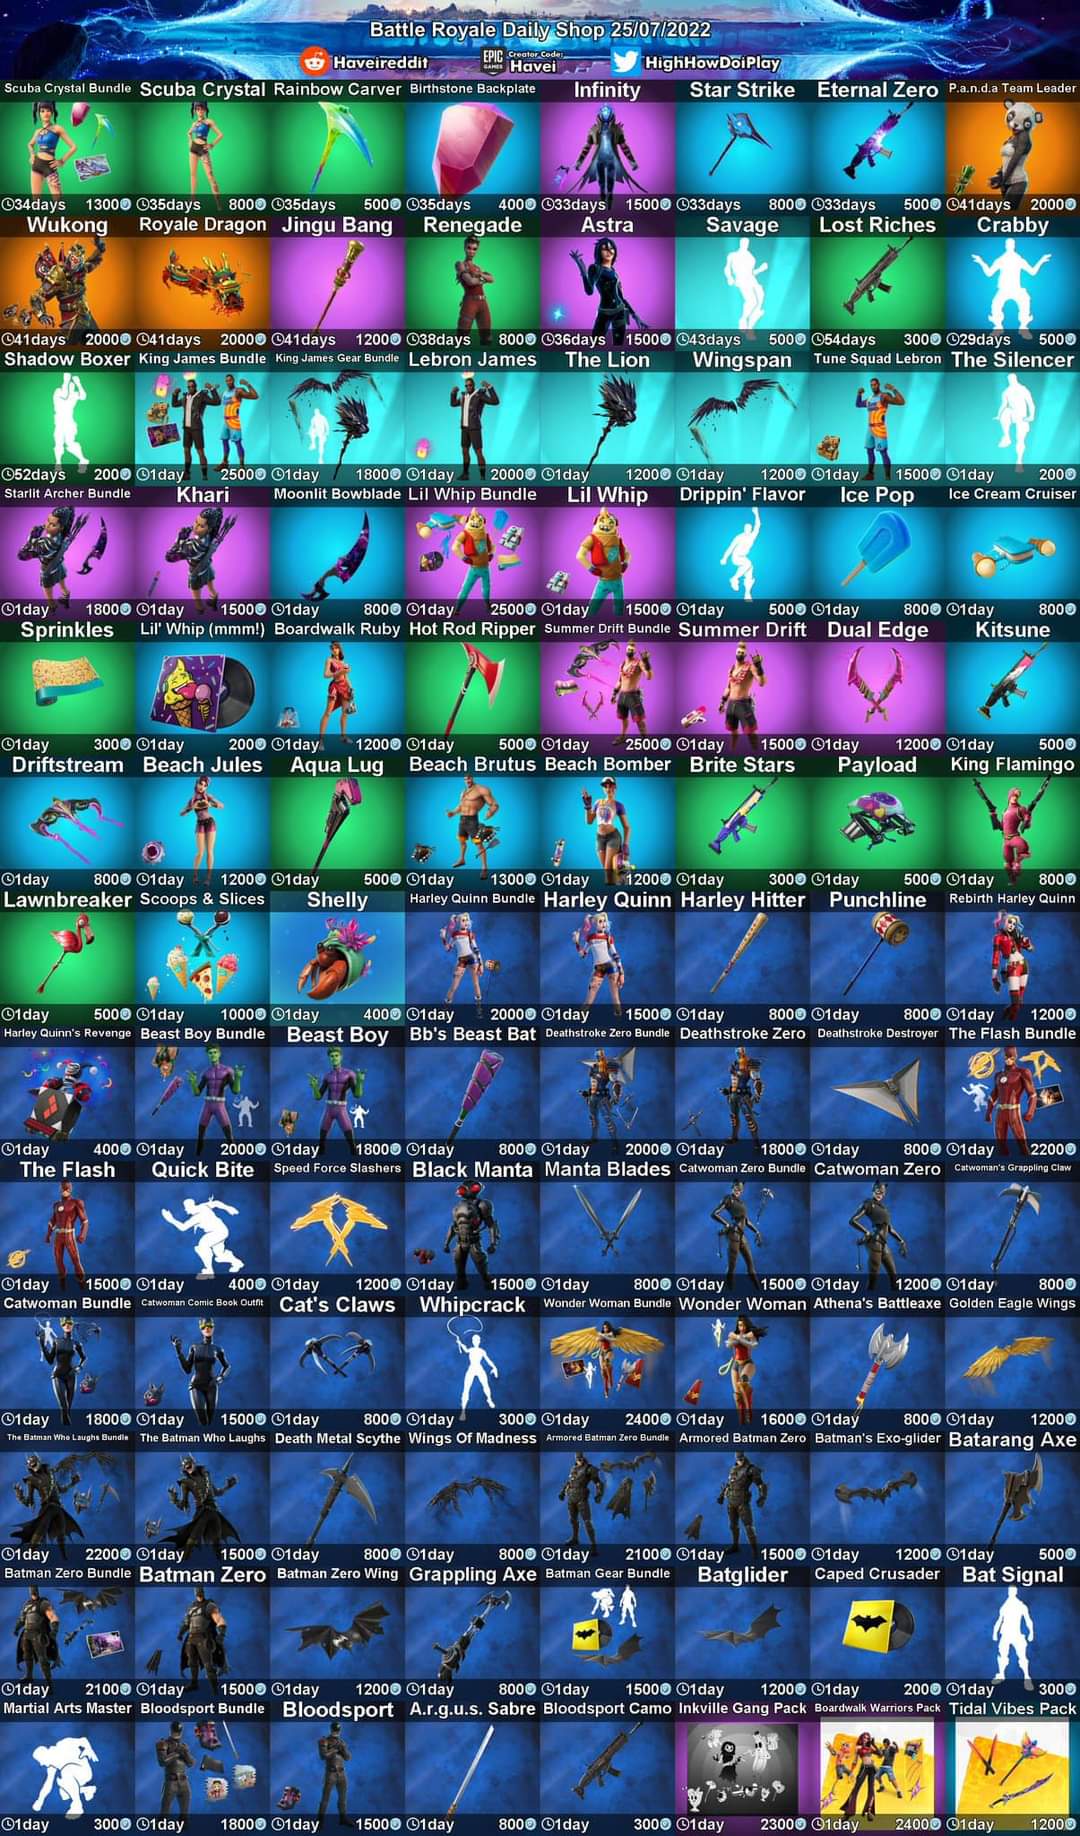 Battle Royale Daily Shop 25/07/2022
Haveireddit
EPIC GAMES
Creator Code:
Havei
HighHowDoiPlay
Scuba Crystal Bundle Scuba Crystal Rainbow Carver Birthstone Backplate Infinity Star Strike Eternal Zero P.a.n.d.a Team Leader
34days 1300 35days 800 35days 500 35days 400 33days 1500 33days 800 33days 500 41days 2000
Wukong Royale Dragon Jingu Bang Renegade Astra Savage Lost Riches Crabby
41days 2000 41days 2000 41days 1200 38days 800 36days 1500 43days 500 54days 300 29days 500
Shadow Boxer King James Bundle King James Gear Bundle Lebron James The Lion Wingspan Tune Squad Lebron The Silencer
52days 200 1day 2500 1day 1800 1day 2000 1day 1200 1day 1200 1day 1500 1day 200
Starlit Archer Bundle Khari Moonlit Bowblade Lil Whip Bundle Lil Whip Drippin' Flavor Ice Pop Ice Cream Cruiser
1day 1800 1day 1500 1day 800 1day 2500 1day 1500 1day 500 1day 800 1day 800
Sprinkles Lil' Whip (mmm!) Boardwalk Ruby Hot Rod Ripper Summer Drift Bundle Summer Drift Dual Edge Kitsune
1day 300 1day 200 1day 1200 1day 500 1day 2500 1day 1500 1day 1200 1day 500
Driftstream Beach Jules Aqua Lug Beach Brutus Beach Bomber Brite Stars Payload King Flamingo
1day 800 1day 1200 1day 500 1day 1300 1day 1200 1day 300 1day 500 1day 800
Lawnbreaker Scoops & Slices Shelly Harley Quinn Bundle Harley Quinn Harley Hitter Punchline Rebirth Harley Quinn
1day 500 1day 1000 1day 400 1day 2000 1day 1500 1day 800 1day 800 1day 1200
Harley Quinn's Revenge Beast Boy Bundle Beast Boy Bb's Beast Bat Deathstroke Zero Bundle Deathstroke Zero Deathstroke Destroyer The Flash Bundle
1day 400 1day 2000 1day 1800 1day 800 1day 2000 1day 1500 1day 800 1day 2200
The Flash Quick Bite Speed Force Slashers Black Manta Manta Blades Catwoman Zero Bundle Catwoman Zero Catwoman's Grappling Claw
1day 1500 1day 400 1day 1200 1day 1500 1day 800 1day 1500 1day 1200 1day 800
Catwoman Bundle Catwoman Comic Book Outfit Cat's Claws Whipcrack Wonder Woman Bundle Wonder Woman Athena's Battleaxe Golden Eagle Wings
1day 1800 1day 1500 1day 800 1day 300 1day 2400 1day 1600 1day 800 1day 1200
The Batman Who Laughs Bundle The Batman Who Laughs Death Metal Scythe Wings Of Madness Armored Batman Zero Bundle Armored Batman Zero Batman's Exo-glider Batarang Axe
1day 2200 1day 1500 1day 800 1day 800 1day 2100 1day 1500 1day 1200 1day 500
Batman Zero Bundle Batman Zero Batman Zero Wing Grappling Axe Batman Gear Bundle Batglider Caped Crusader Bat Signal
1day 2100 1day 1500 1day 1200 1day 800 1day 1500 1day 1200 1day 200 1day 300
Martial Arts Master Bloodsport Bundle Bloodsport A.r.g.u.s. Sabre Bloodsport Camo Inkville Gang Pack Boardwalk Warriors Pack Tidal Vibes Pack
1day 300 1day 1800 1day 1500 1day 800 1day 300 1day 2300 1day 2400 1day 1200